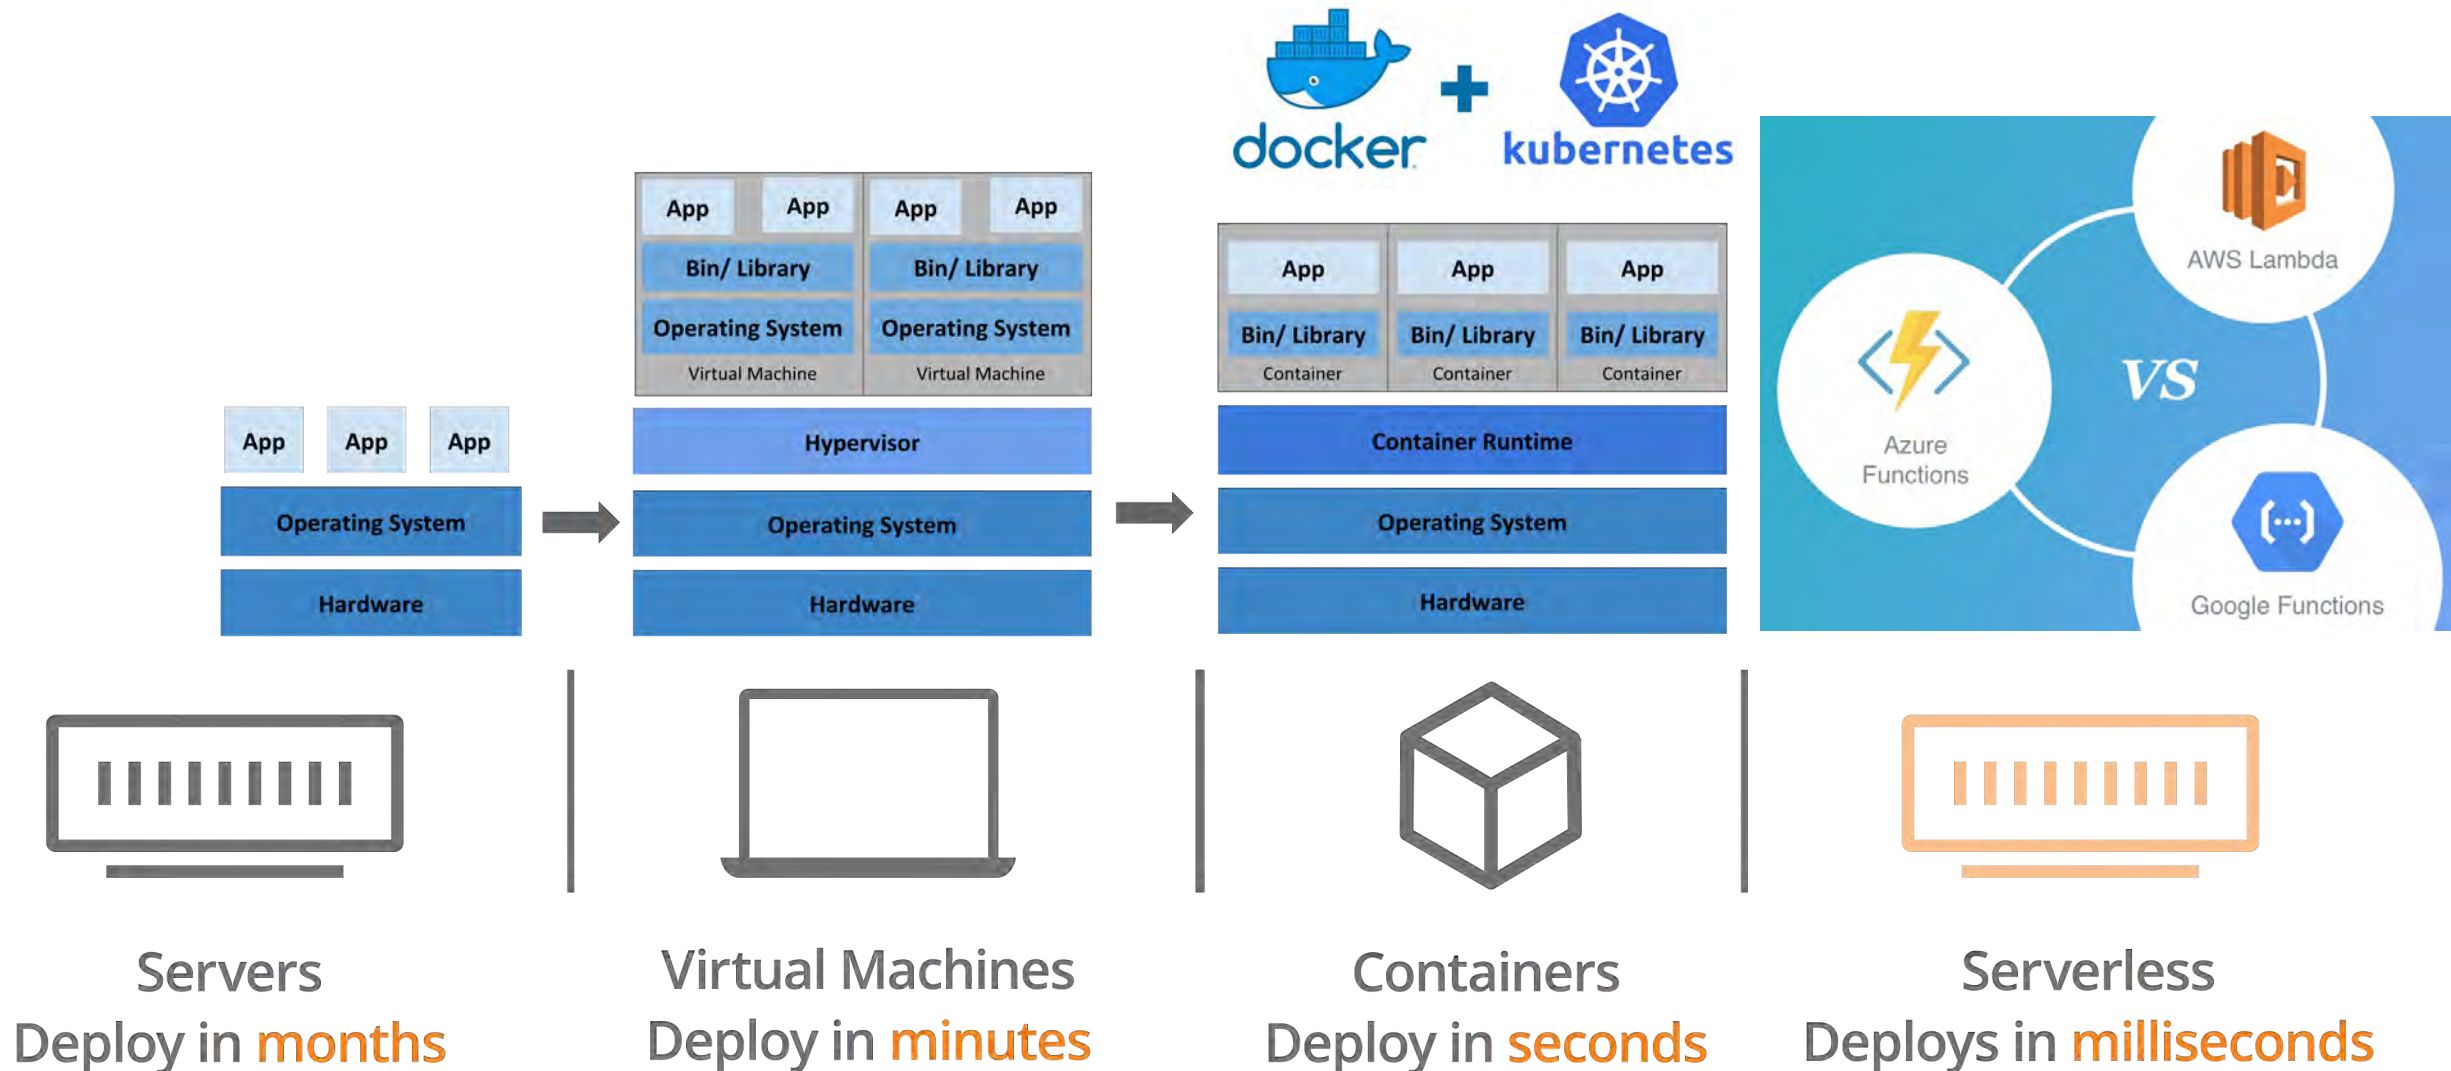 docker
kubernetes
App
App
App
Operating System
Hardware
App
App
App
App
Bin/ Library
Bin/ Library
Operating System
Operating System
Virtual Machine
Virtual Machine
Hypervisor
Operating System
Hardware
App
App
App
Bin/ Library
Bin/ Library
Bin/ Library
Container
Container
Container
Container Runtime
Operating System
Hardware
AWS Lambda
VS
Azure
Functions
Google Functions
Servers
Deploy in months
Virtual Machines
Deploy in minutes
Containers
Deploy in seconds
Serverless
Deploys in milliseconds